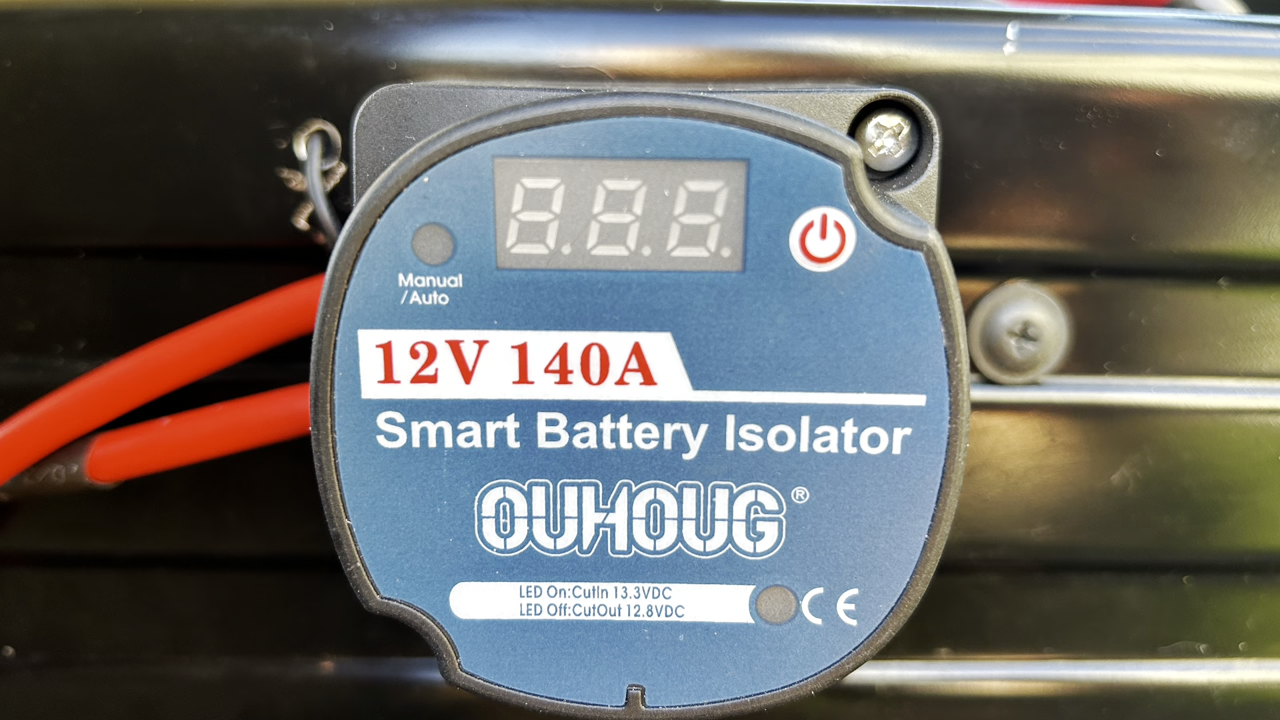 8.8.8.
Manual
/Auto
12V 140A
Smart Battery Isolator
OUHOUG®
LED On:CutIn 13.3VDC
LED Off:CutOut 12.8VDC
CE